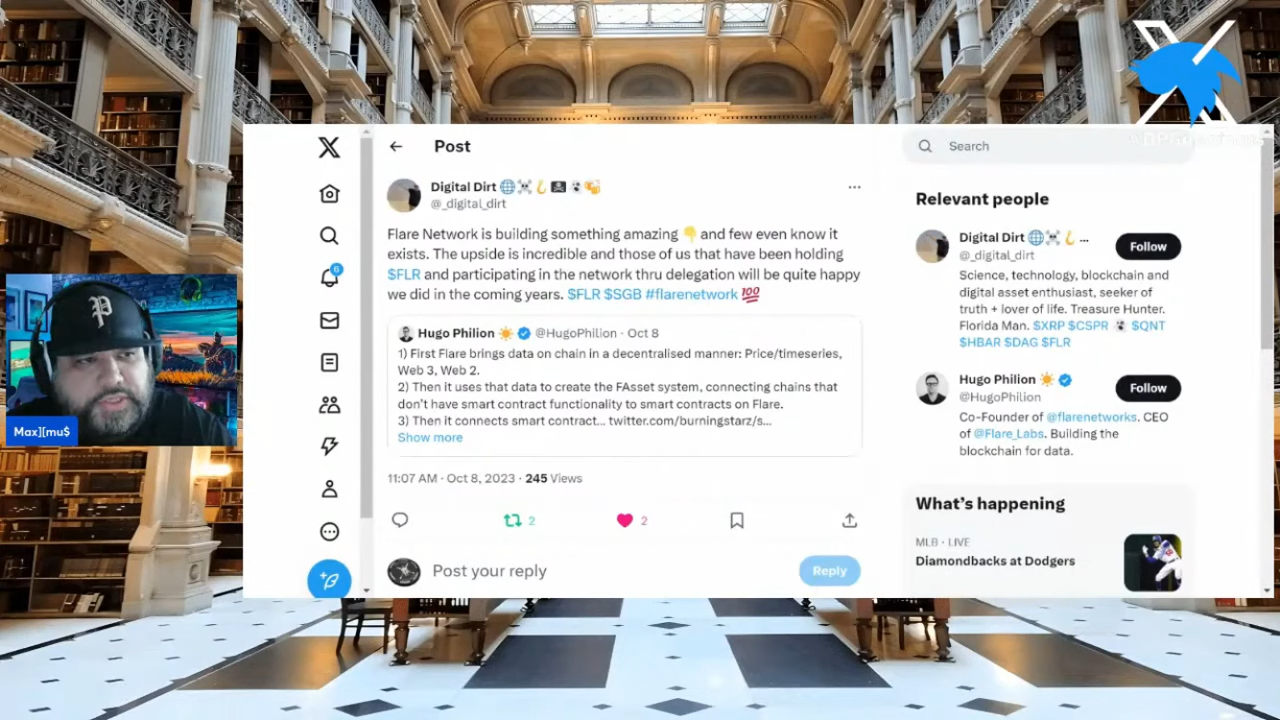 Post
Search
Digital Dirt
@_digital_dirt
Flare Network is building something amazing 👇 and few even know it
exists. The upside is incredible and those of us that have been holding
$FLR and participating in the network thru delegation will be quite happy
we did in the coming years. $FLR $SGB #flarenetwork 💯
Hugo Philion @HugoPhilion · Oct 8
1) First Flare brings data on chain in a decentralised manner: Price/timeseries,
Web 3, Web 2.
2) Then it uses that data to create the FAsset system, connecting chains that
don't have smart contract functionality to smart contracts on Flare.
3) Then it connects smart contract... twitter.com/burningstarz/s...
Show more
11:07 AM · Oct 8, 2023 · 245 Views
2
2
Post your reply
Reply
Relevant people
Digital Dirt ...
@_digital_dirt
Follow
Science, technology, blockchain and
digital asset enthusiast, seeker of
truth + lover of life. Treasure Hunter.
Florida Man. $XRP $CSPR $QNT
$HBAR $DAG $FLR
Hugo Philion
@HugoPhilion
Follow
Co-Founder of @flarenetworks. CEO
of @Flare_Labs. Building the
blockchain for data.
What's happening
MLB · LIVE
Diamondbacks at Dodgers
6
P
Max][mu$